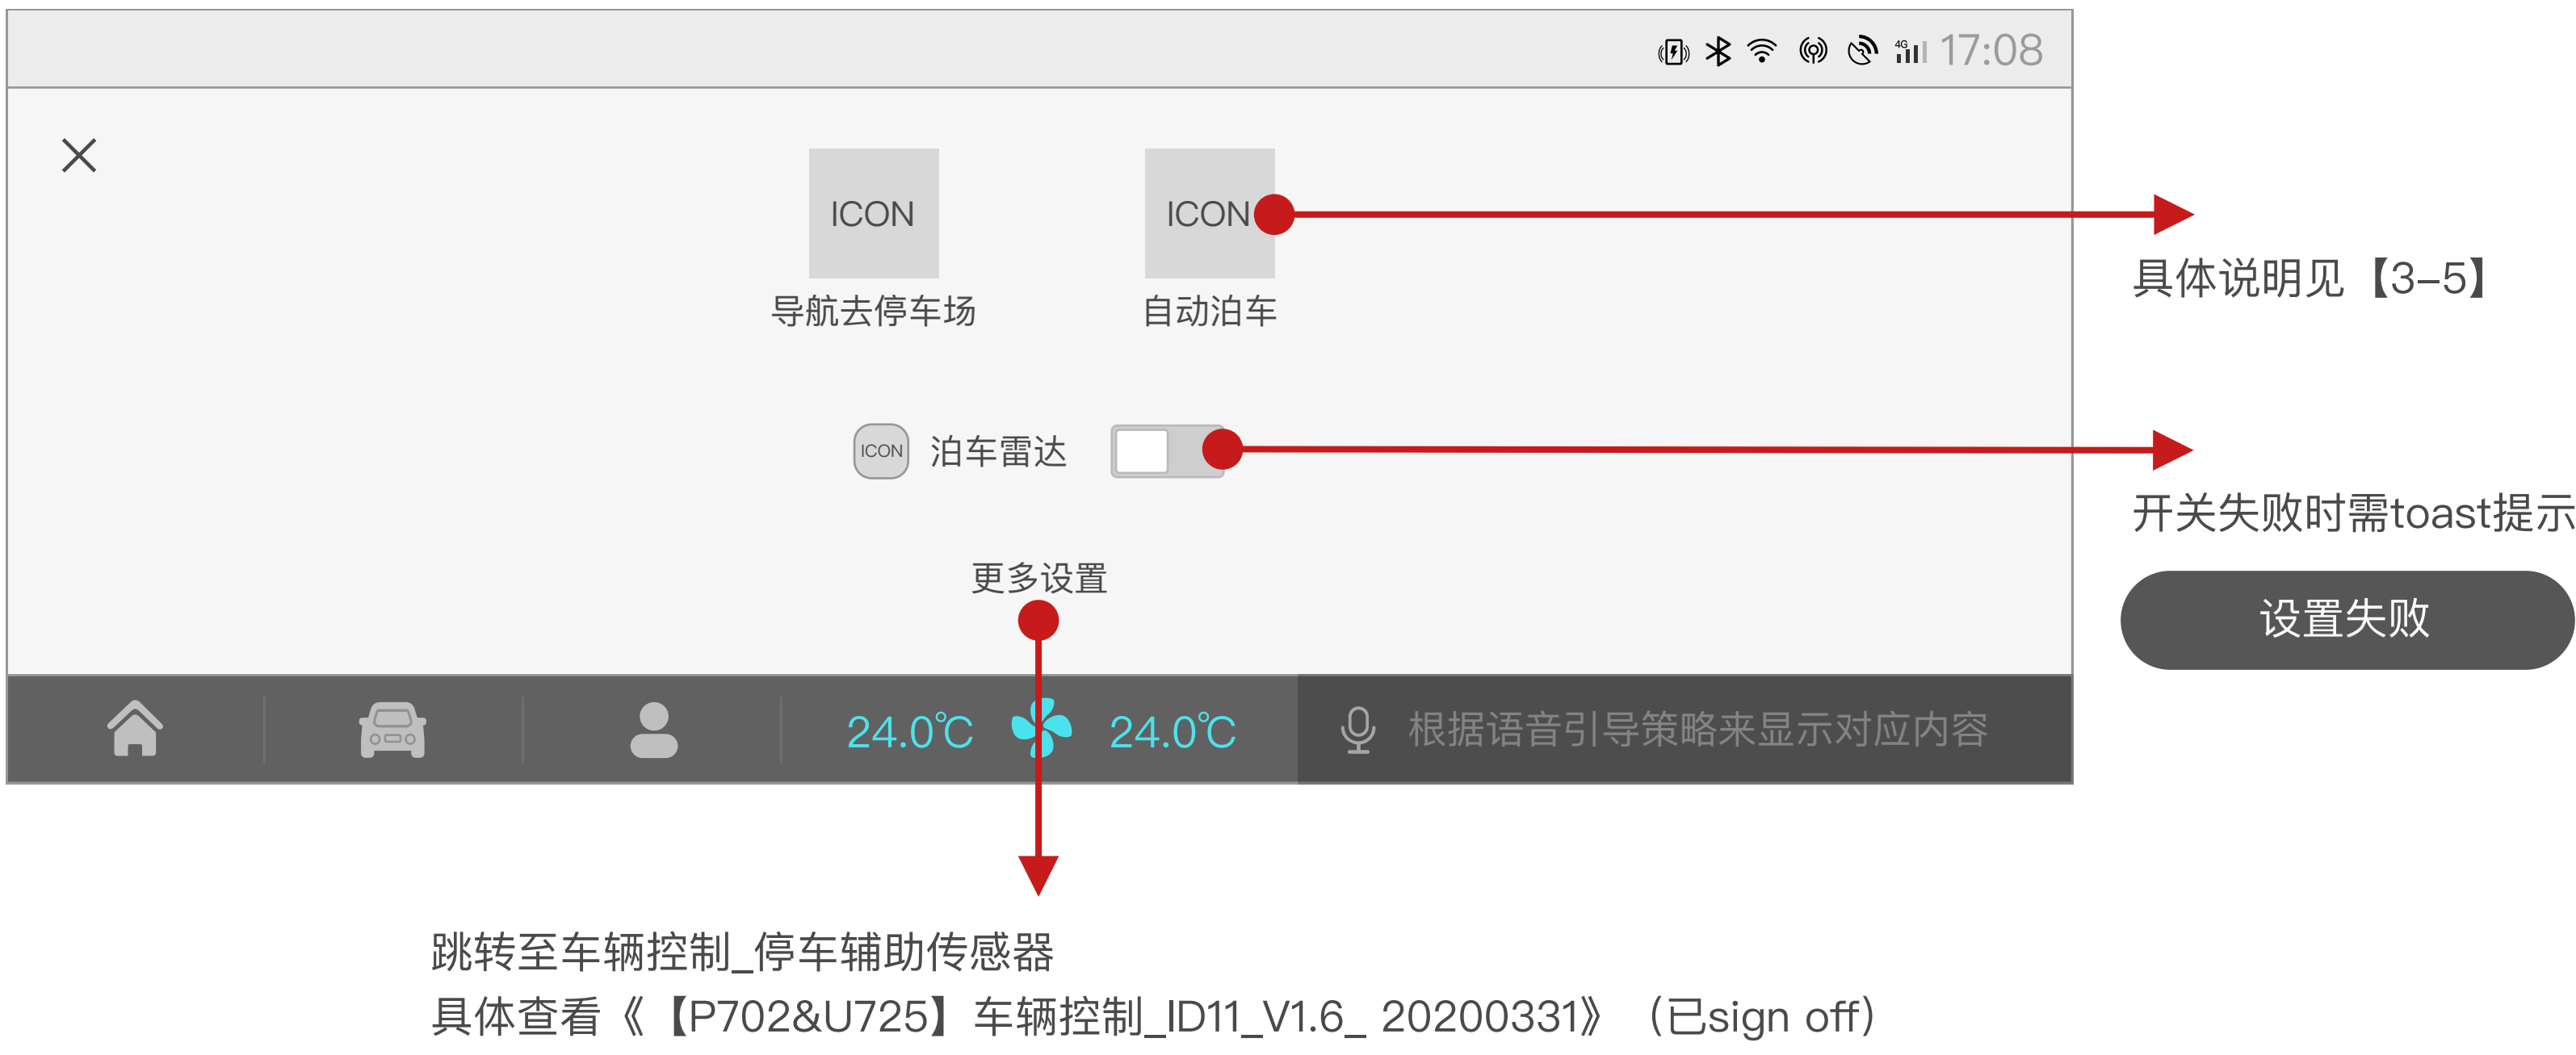 4G 17:08
ICON ICON
导航去停车场 自动泊车
具体说明见【3-5】
ICON 泊车雷达
开关失败时需toast提示
更多设置
设置失败
24.0℃ 24.0℃ 根据语音引导策略来显示对应内容
跳转至车辆控制_停车辅助传感器
具体查看《【P702&U725】车辆控制_ID11_V1.6_ 20200331》（已sign off）